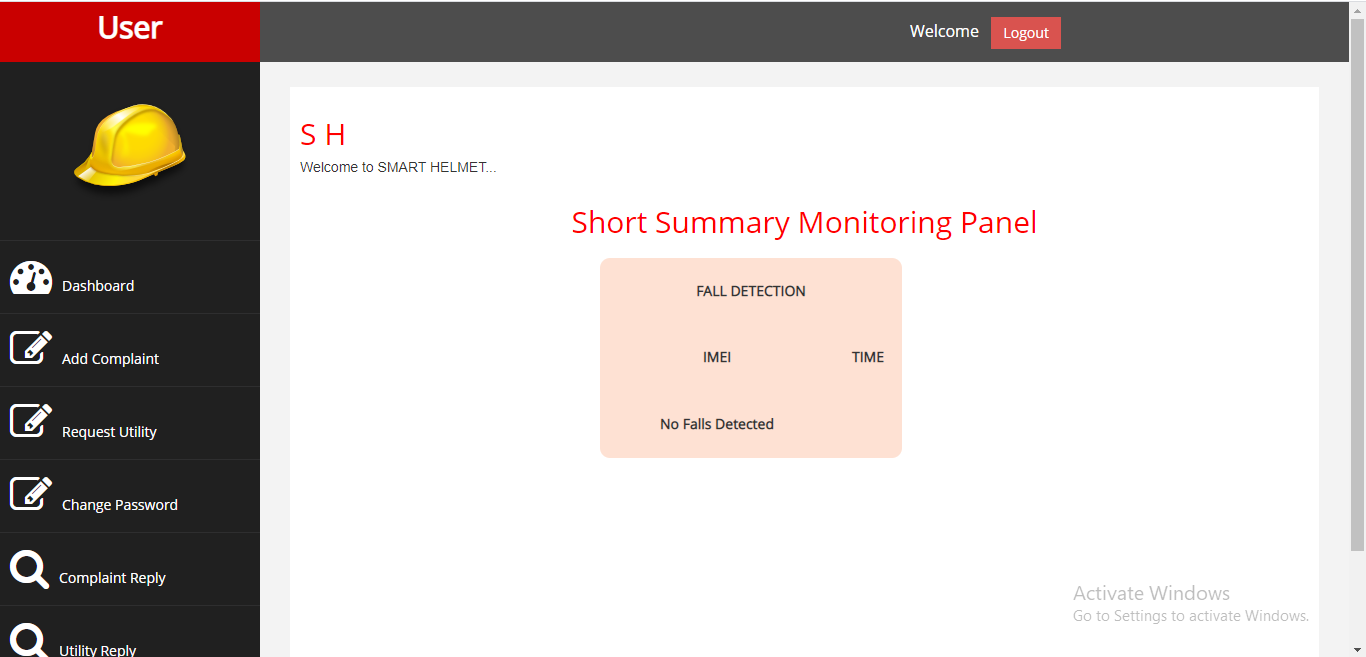 User
Welcome Logout
Dashboard
Add Complaint
Request Utility
Change Password
Complaint Reply
Utility Reply
S H
Welcome to SMART HELMET...
Short Summary Monitoring Panel
FALL DETECTION
IMEI TIME
No Falls Detected
Activate Windows
Go to Settings to activate Windows.